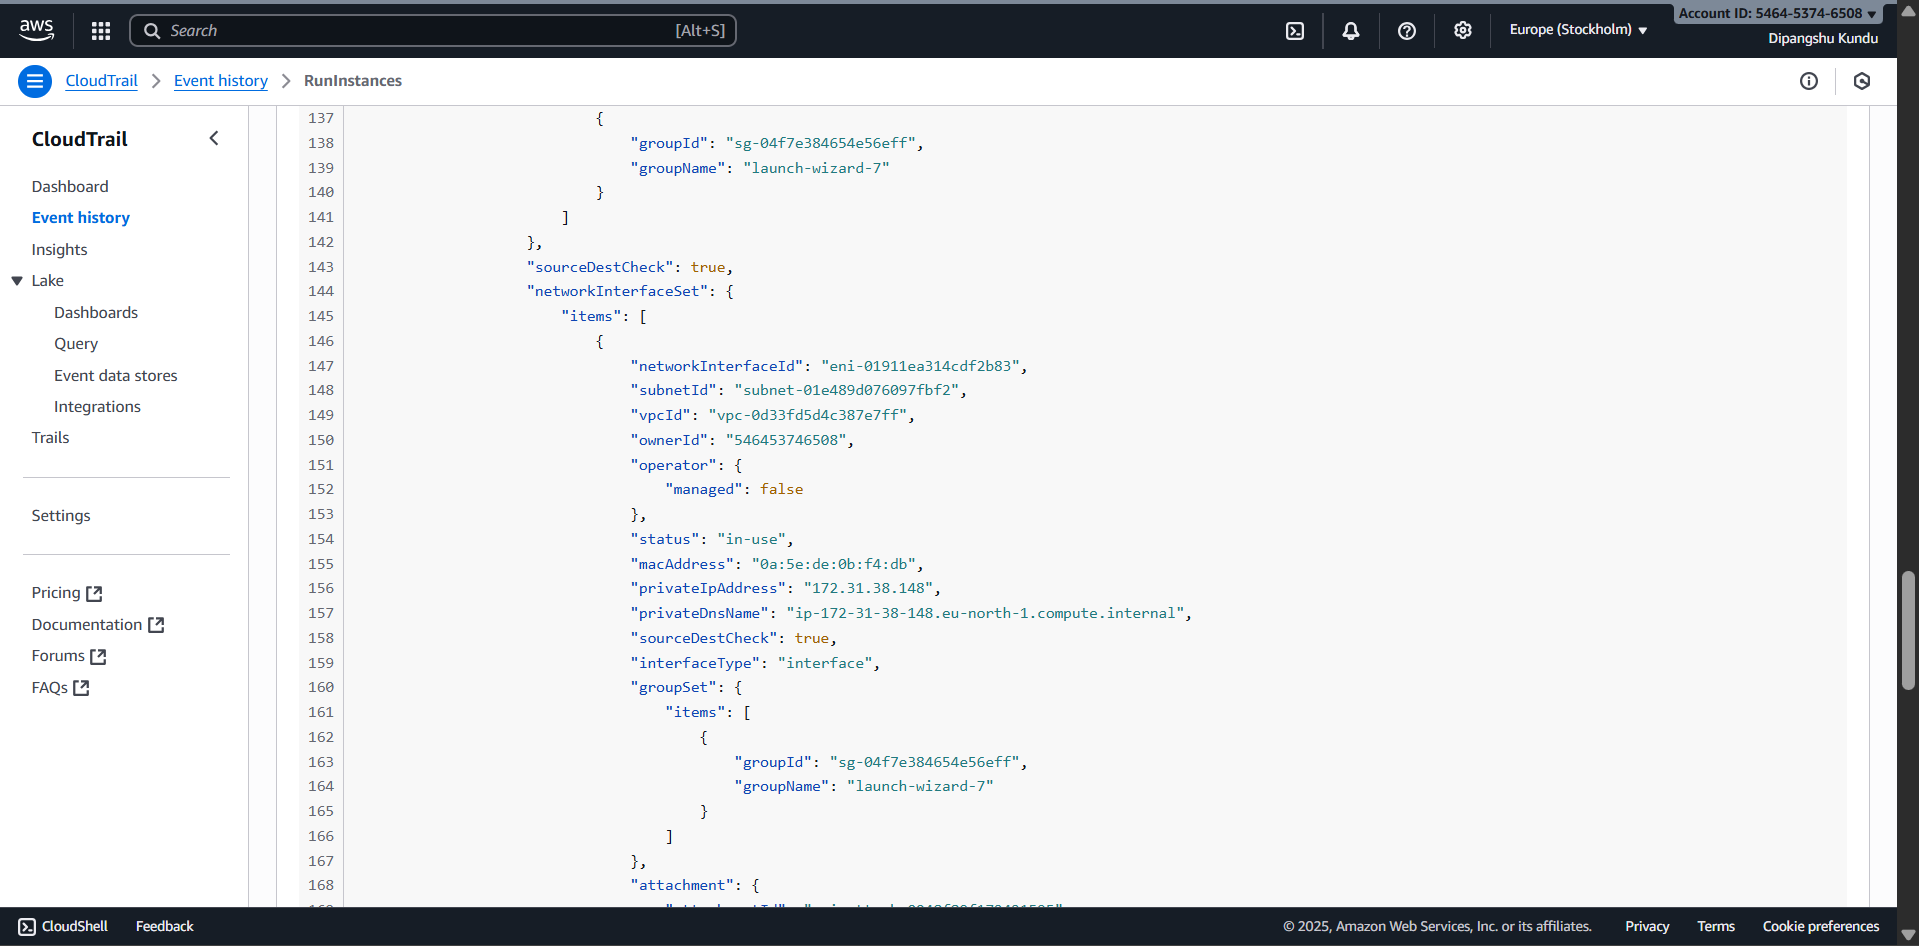 aws
Search
[Alt+S]
Europe (Stockholm)
Account ID: 5464-5374-6508
Dipangshu Kundu
CloudTrail
Event history
RunInstances
CloudTrail
Dashboard
Event history
Insights
Lake
Dashboards
Query
Event data stores
Integrations
Trails
Settings
Pricing
Documentation
Forums
FAQs
137 {
138 "groupId": "sg-04f7e384654e56eff",
139 "groupName": "launch-wizard-7"
140 }
141 ]
142 },
143 "sourceDestCheck": true,
144 "networkInterfaceSet": {
145 "items": [
146 {
147 "networkInterfaceId": "eni-01911ea314cdf2b83",
148 "subnetId": "subnet-01e489d076097fbf2",
149 "vpcId": "vpc-0d33fd5d4c387e7ff",
150 "ownerId": "546453746508",
151 "operator": {
152 "managed": false
153 },
154 "status": "in-use",
155 "macAddress": "0a:5e:de:0b:f4:db",
156 "privateIpAddress": "172.31.38.148",
157 "privateDnsName": "ip-172-31-38-148.eu-north-1.compute.internal",
158 "sourceDestCheck": true,
159 "interfaceType": "interface",
160 "groupSet": {
161 "items": [
162 {
163 "groupId": "sg-04f7e384654e56eff",
164 "groupName": "launch-wizard-7"
165 }
166 ]
167 },
168 "attachment": {
CloudShell
Feedback
© 2025, Amazon Web Services, Inc. or its affiliates.
Privacy
Terms
Cookie preferences